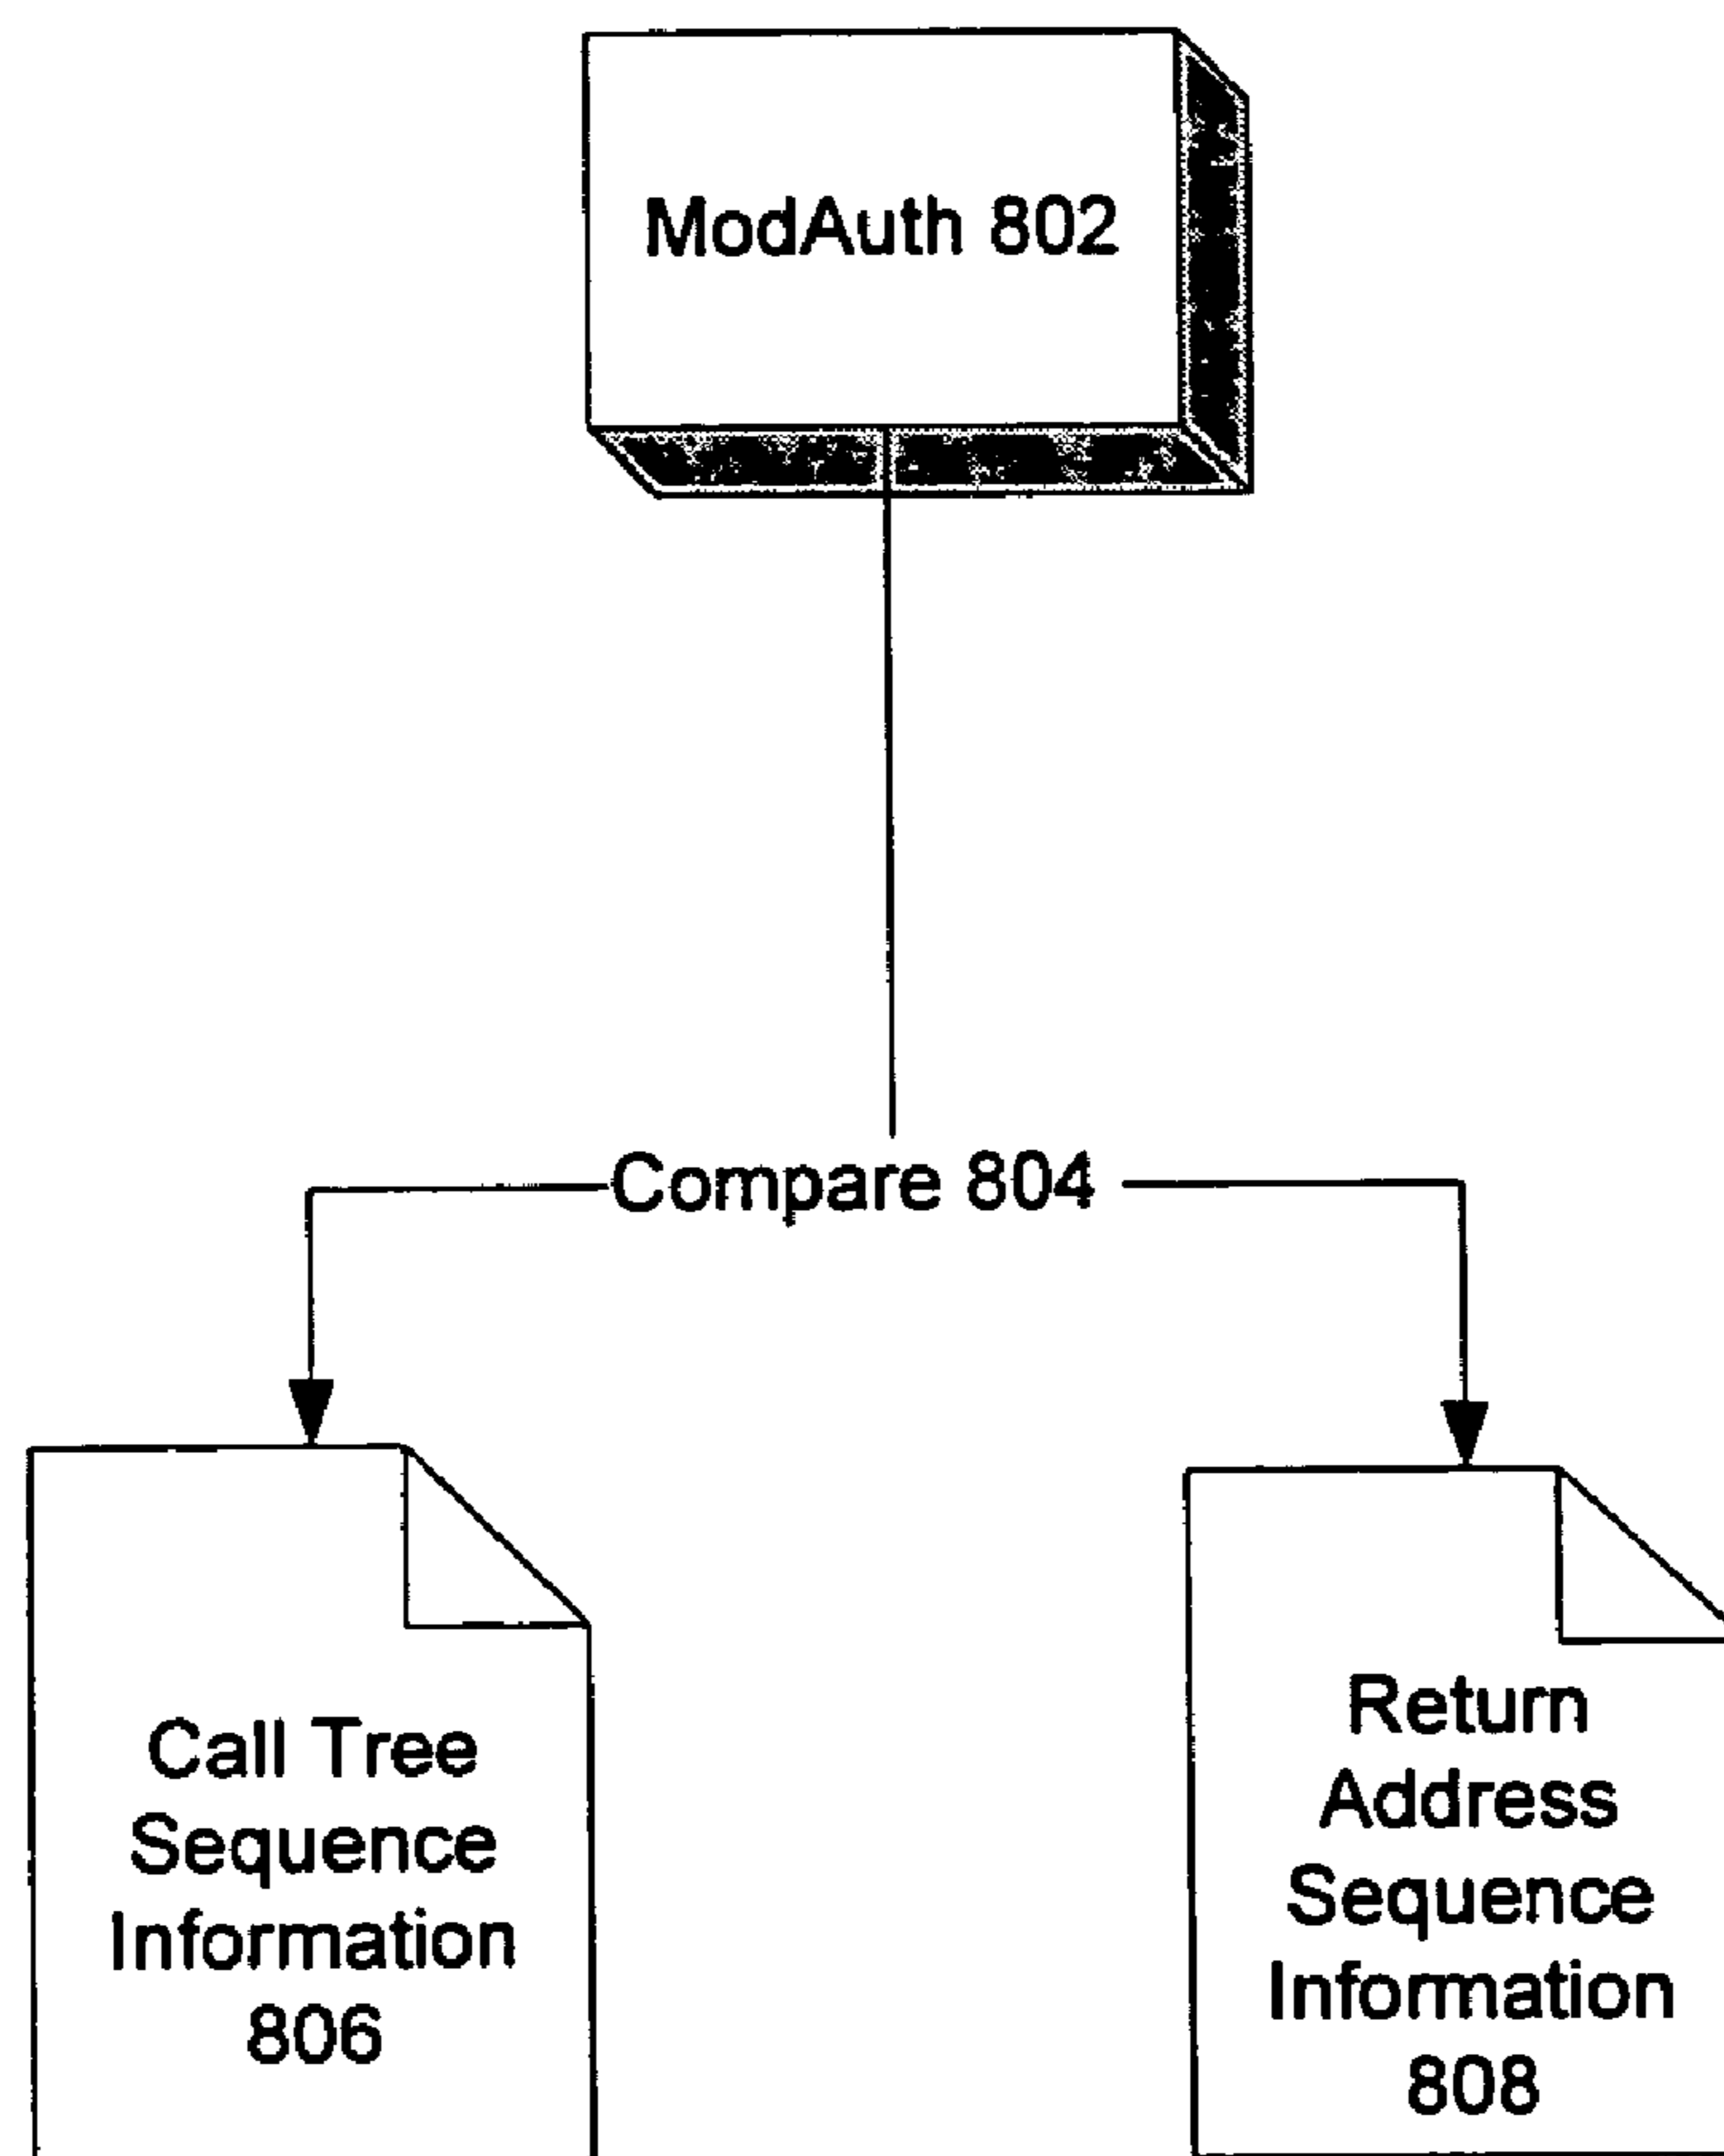 ModAuth 802
Compare 804
Call Tree
Sequence
Information
806
Return
Address
Sequence
Information
808